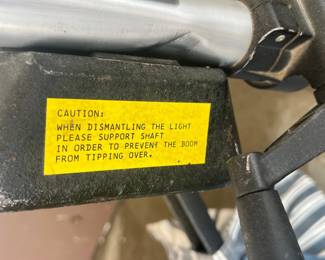 CAUTION:
WHEN DISMANTLING THE LIGHT
PLEASE SUPPORT SHAFT
IN ORDER TO PREVENT THE BOOM
FROM TIPPING OVER.